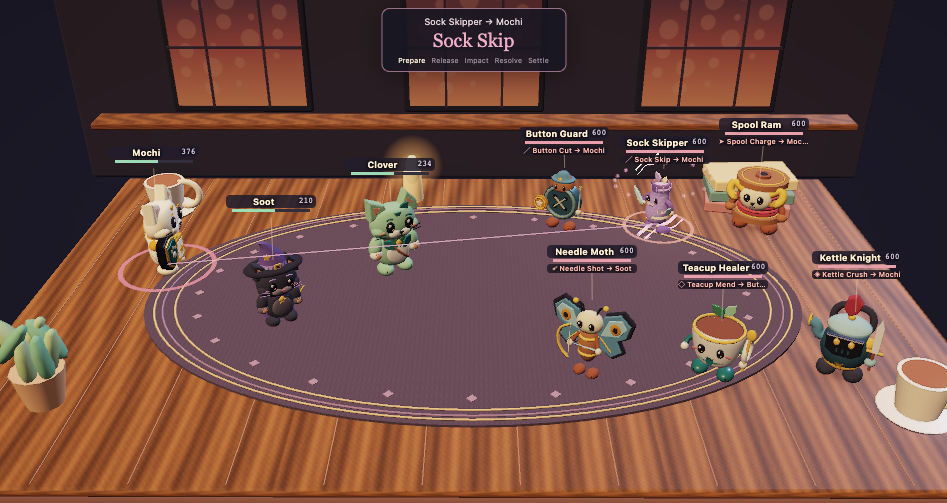 Sock Skipper → Mochi
Sock Skip
Prepare Release Impact Resolve Settle
Mochi 376
Soot 210
Clover 234
Button Guard 600
Button Cut → Mochi
Sock Skipper 600
Sock Skip → Mochi
Spool Ram 600
Spool Charge → Moc...
Needle Moth 600
Needle Shot → Soot
Teacup Healer 600
Teacup Mend → But...
Kettle Knight 600
Kettle Crush → Mochi